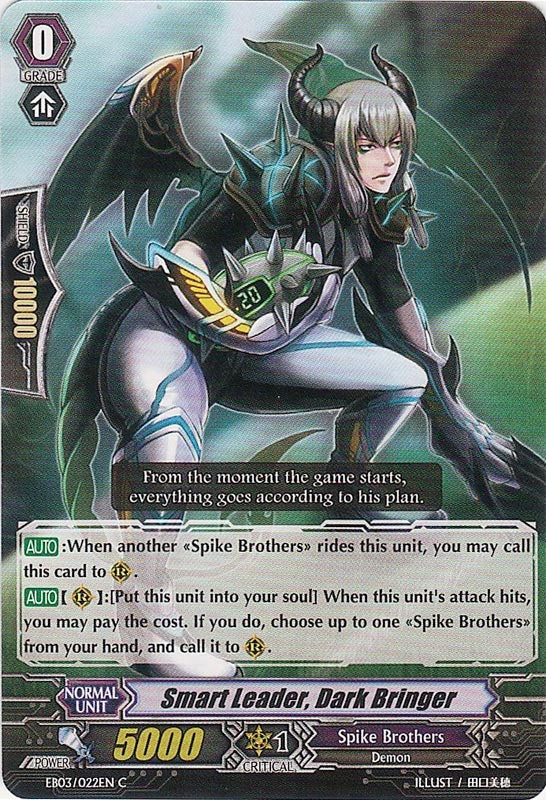 0
GRADE
SHIELD
10000
20
From the moment the game starts,
everything goes according to his plan.
AUTO:When another «Spike Brothers» rides this unit, you may call
this card to R.
AUTO[ R ]:[Put this unit into your soul] When this unit's attack hits,
you may pay the cost. If you do, choose up to one «Spike Brothers»
from your hand, and call it to R.
NORMAL
UNIT
Smart Leader, Dark Bringer
POWER
5000
1
CRITICAL
Spike Brothers
Demon
EB03/022EN C
ILLUST / 田口美穂